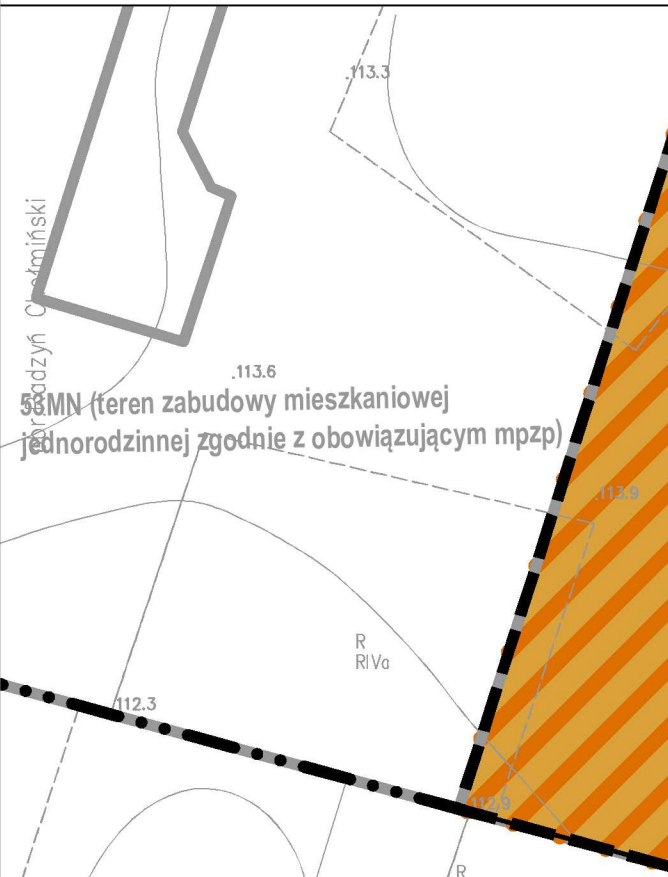 .113.3
.113.6
53MN (teren zabudowy mieszkaniowej
jednorodzinnej zgodnie z obowiązującym mpzp)
.113.9
R
RIVa
112.3
112.9
R